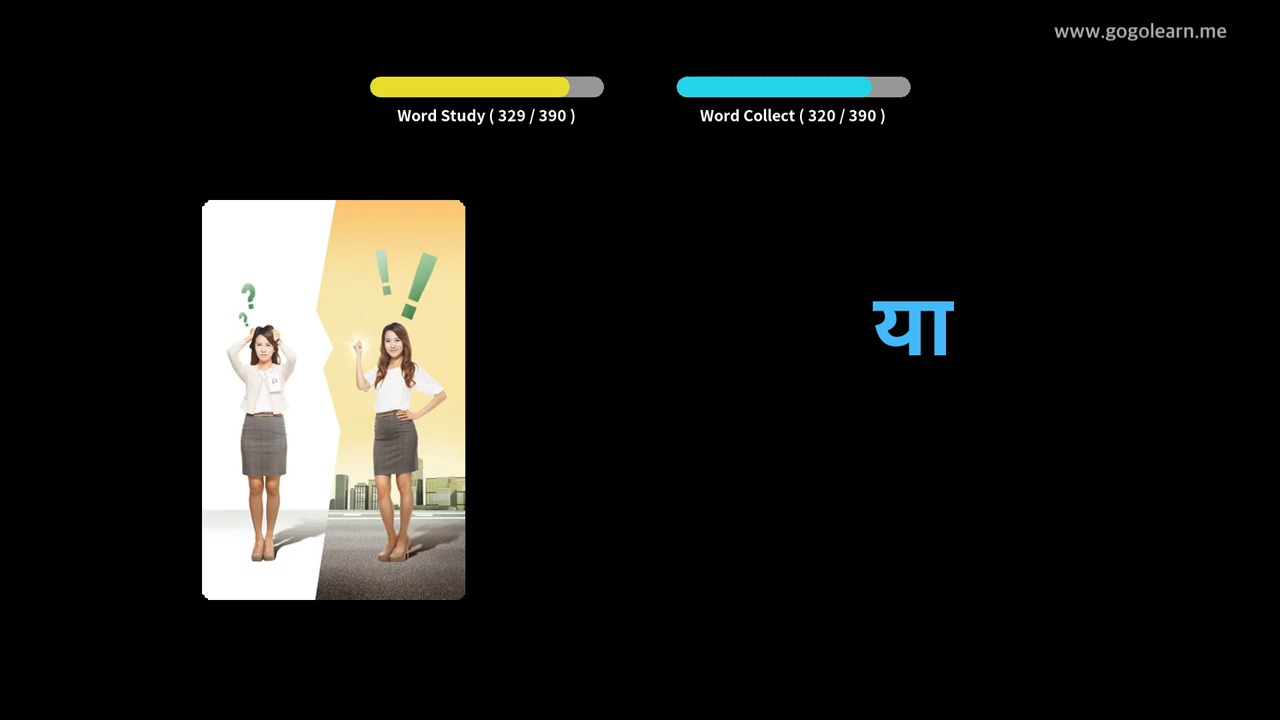 www.gogolearn.me
Word Study ( 329 / 390 )
Word Collect ( 320 / 390 )
? ! !
?
या